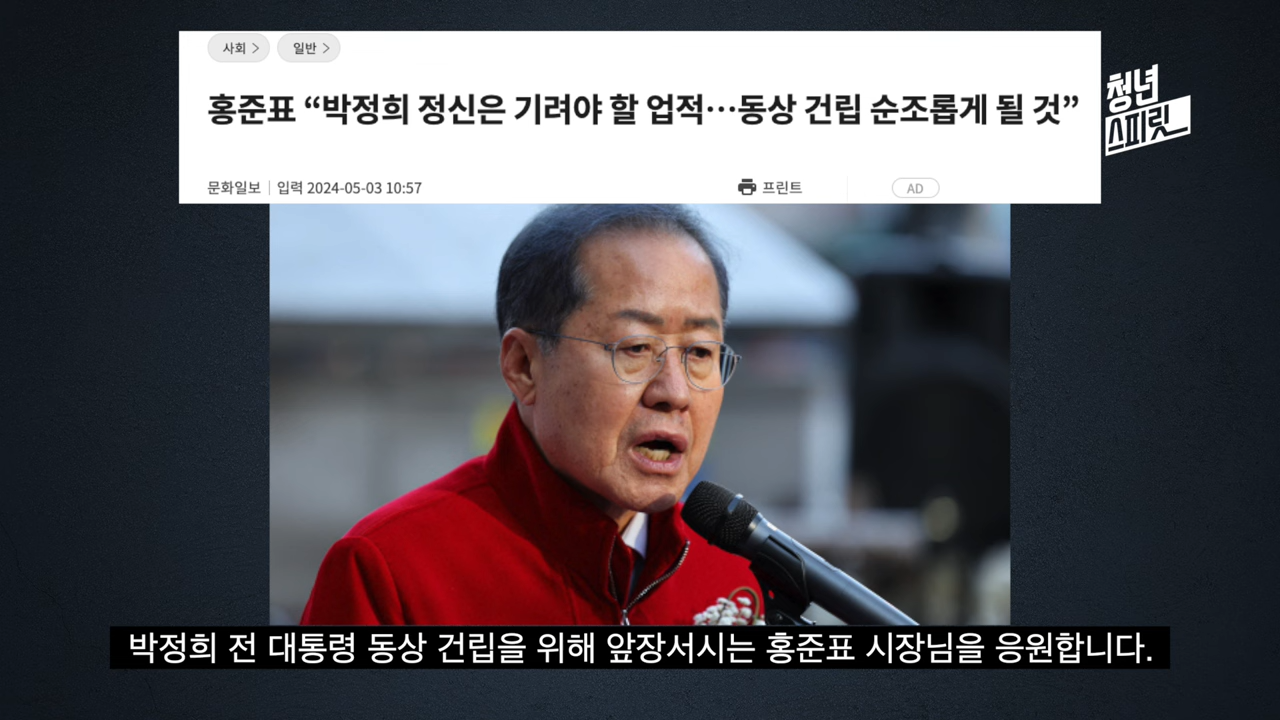 사회 >
일반 >
청년
스피릿
홍준표 “박정희 정신은 기려야 할 업적…동상 건립 순조롭게 될 것”
문화일보 | 입력 2024-05-03 10:57
프린트
AD
박정희 전 대통령 동상 건립을 위해 앞장서시는 홍준표 시장님을 응원합니다.